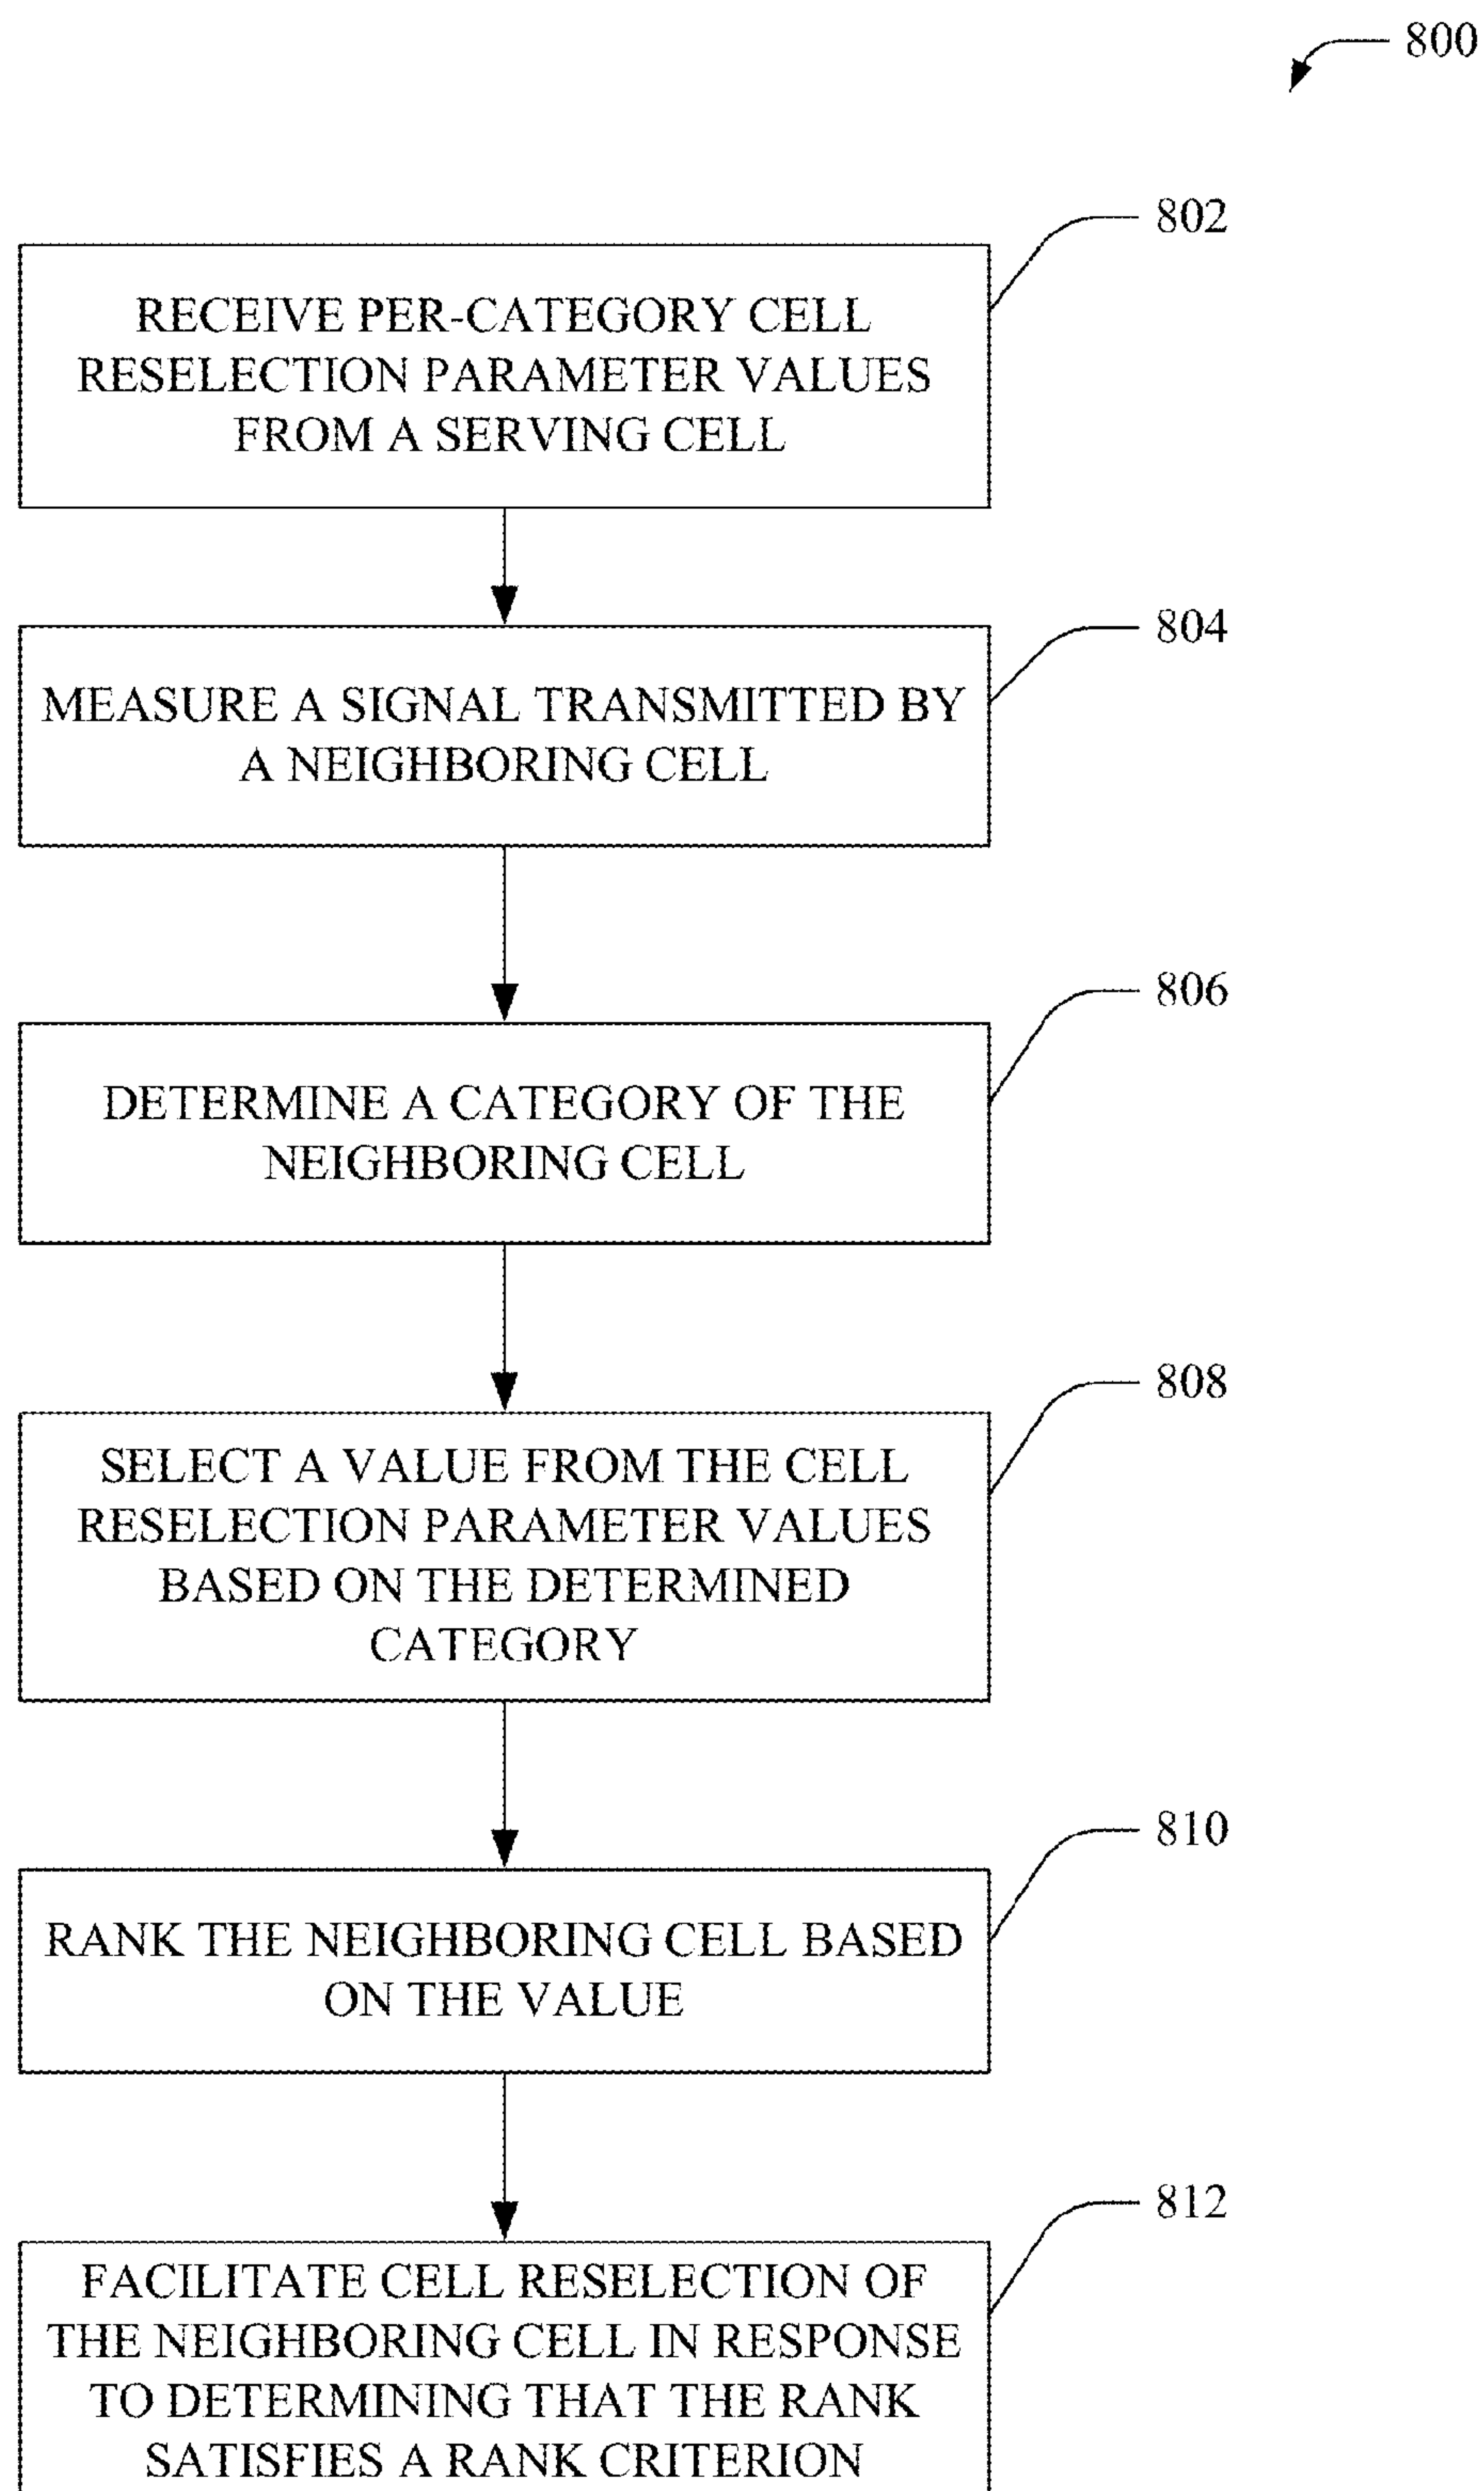 800
802
RECEIVE PER-CATEGORY CELL
RESELECTION PARAMETER VALUES
FROM A SERVING CELL
804
MEASURE A SIGNAL TRANSMITTED BY
A NEIGHBORING CELL
806
DETERMINE A CATEGORY OF THE
NEIGHBORING CELL
808
SELECT A VALUE FROM THE CELL
RESELECTION PARAMETER VALUES
BASED ON THE DETERMINED
CATEGORY
810
RANK THE NEIGHBORING CELL BASED
ON THE VALUE
812
FACILITATE CELL RESELECTION OF
THE NEIGHBORING CELL IN RESPONSE
TO DETERMINING THAT THE RANK
SATISFIES A RANK CRITERION